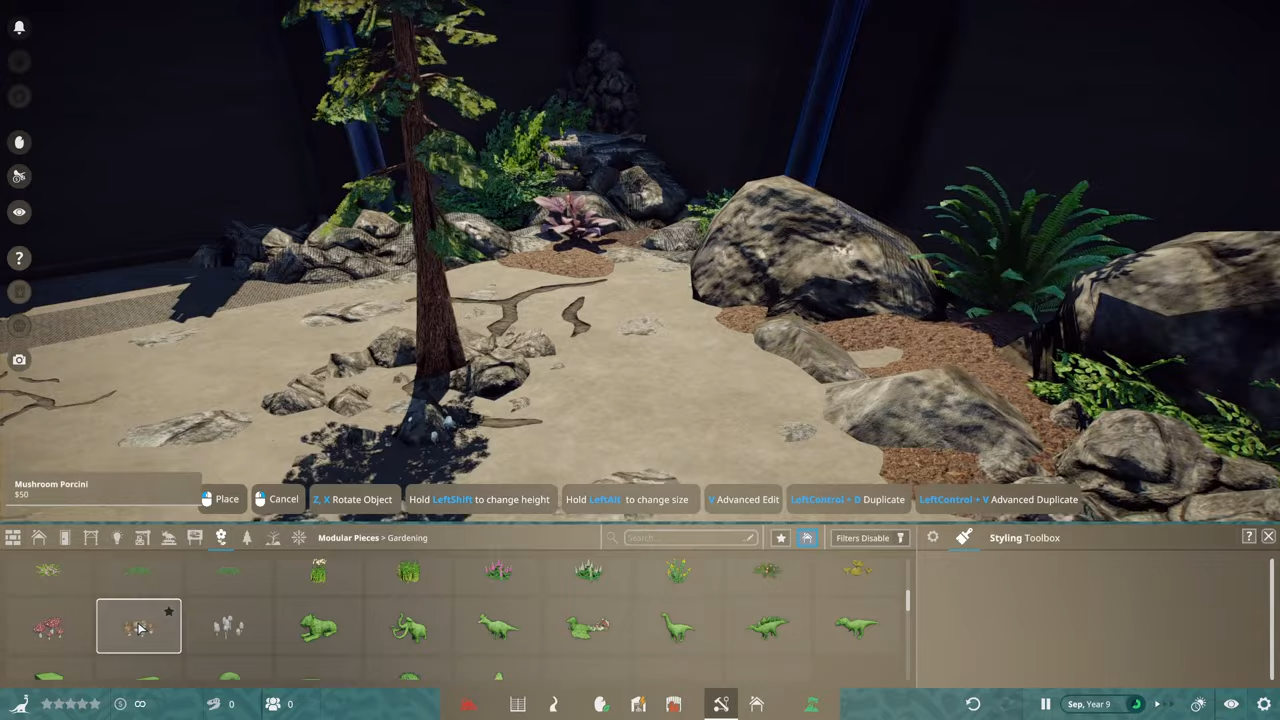 ?
Mushroom Porcini
$50
Place
Cancel
Z, X Rotate Object
Hold LeftShift to change height
Hold LeftAlt to change size
V Advanced Edit
LeftControl + D Duplicate
LeftControl + V Advanced Duplicate
Modular Pieces > Gardening
Search...
Filters Disable
Styling Toolbox
?
∞
0
0
Sep, Year 9